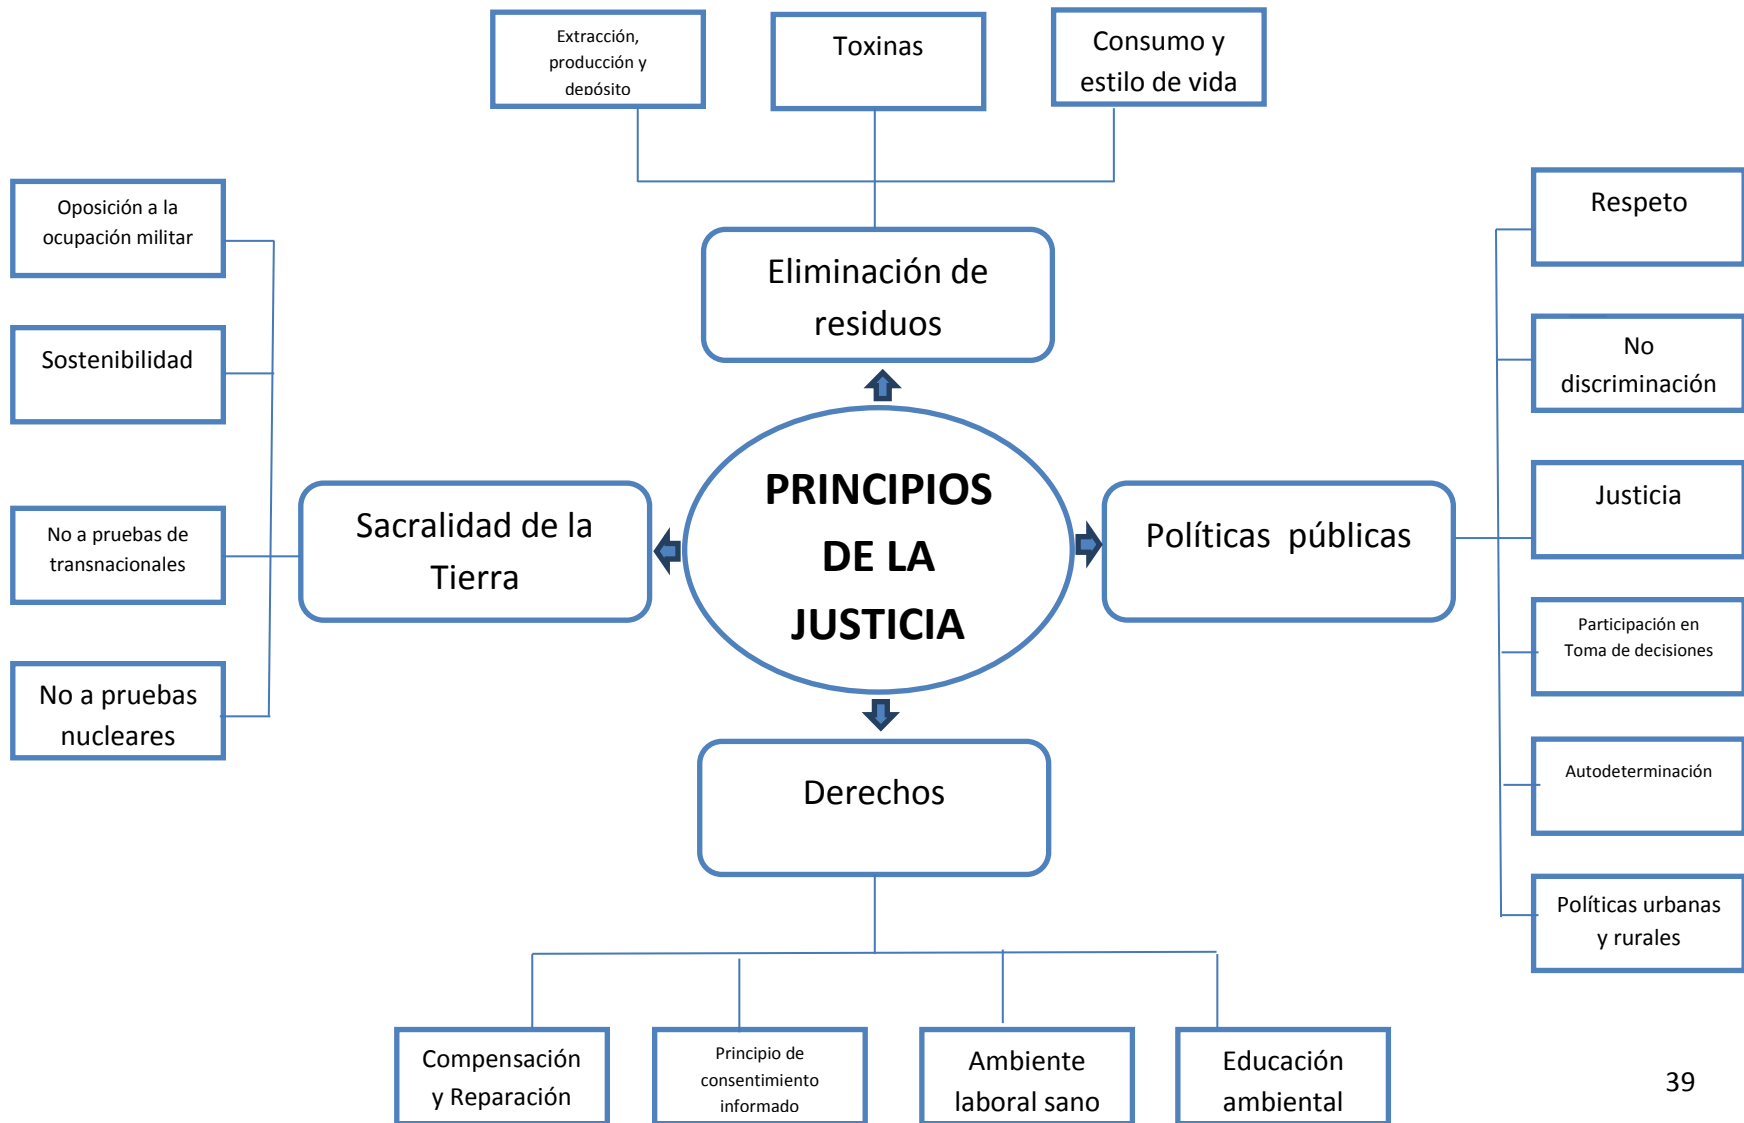 Extracción,
producción y
depósito
Toxinas
Consumo y
estilo de vida
Oposición a la
ocupación militar
Sostenibilidad
No a pruebas de
transnacionales
No a pruebas
nucleares
Eliminación de
residuos
Sacralidad de la
Tierra
PRINCIPIOS
DE LA
JUSTICIA
Políticas públicas
Derechos
Respeto
No
discriminación
Justicia
Participación en
Toma de decisiones
Autodeterminación
Políticas urbanas
y rurales
Compensación
y Reparación
Principio de
consentimiento
informado
Ambiente
laboral sano
Educación
ambiental
39